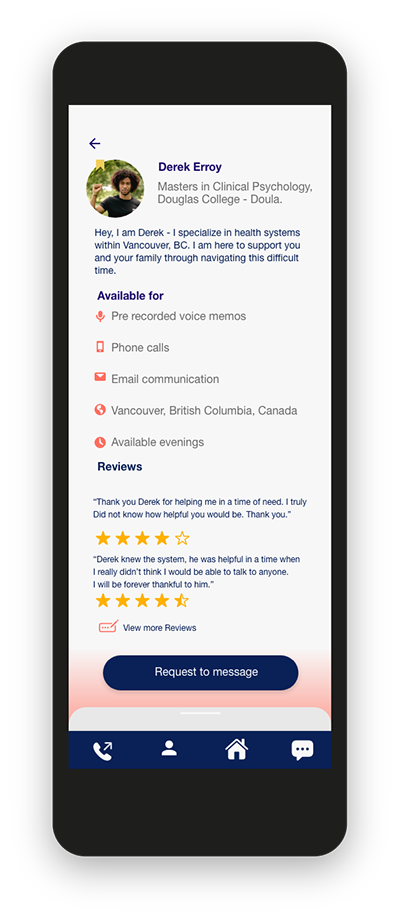 Derek Erroy
Masters in Clinical Psychology,
Douglas College - Doula.
Hey, I am Derek - I specialize in health systems
within Vancouver, BC. I am here to support you
and your family through navigating this difficult
time.
Available for
Pre recorded voice memos
Phone calls
Email communication
Vancouver, British Columbia, Canada
Available evenings
Reviews
“Thank you Derek for helping me in a time of need. I truly
Did not know how helpful you would be. Thank you.”
“Derek knew the system, he was helpful in a time when
I really didn’t think I would be able to talk to anyone.
I will be forever thankful to him.”
View more Reviews
Request to message